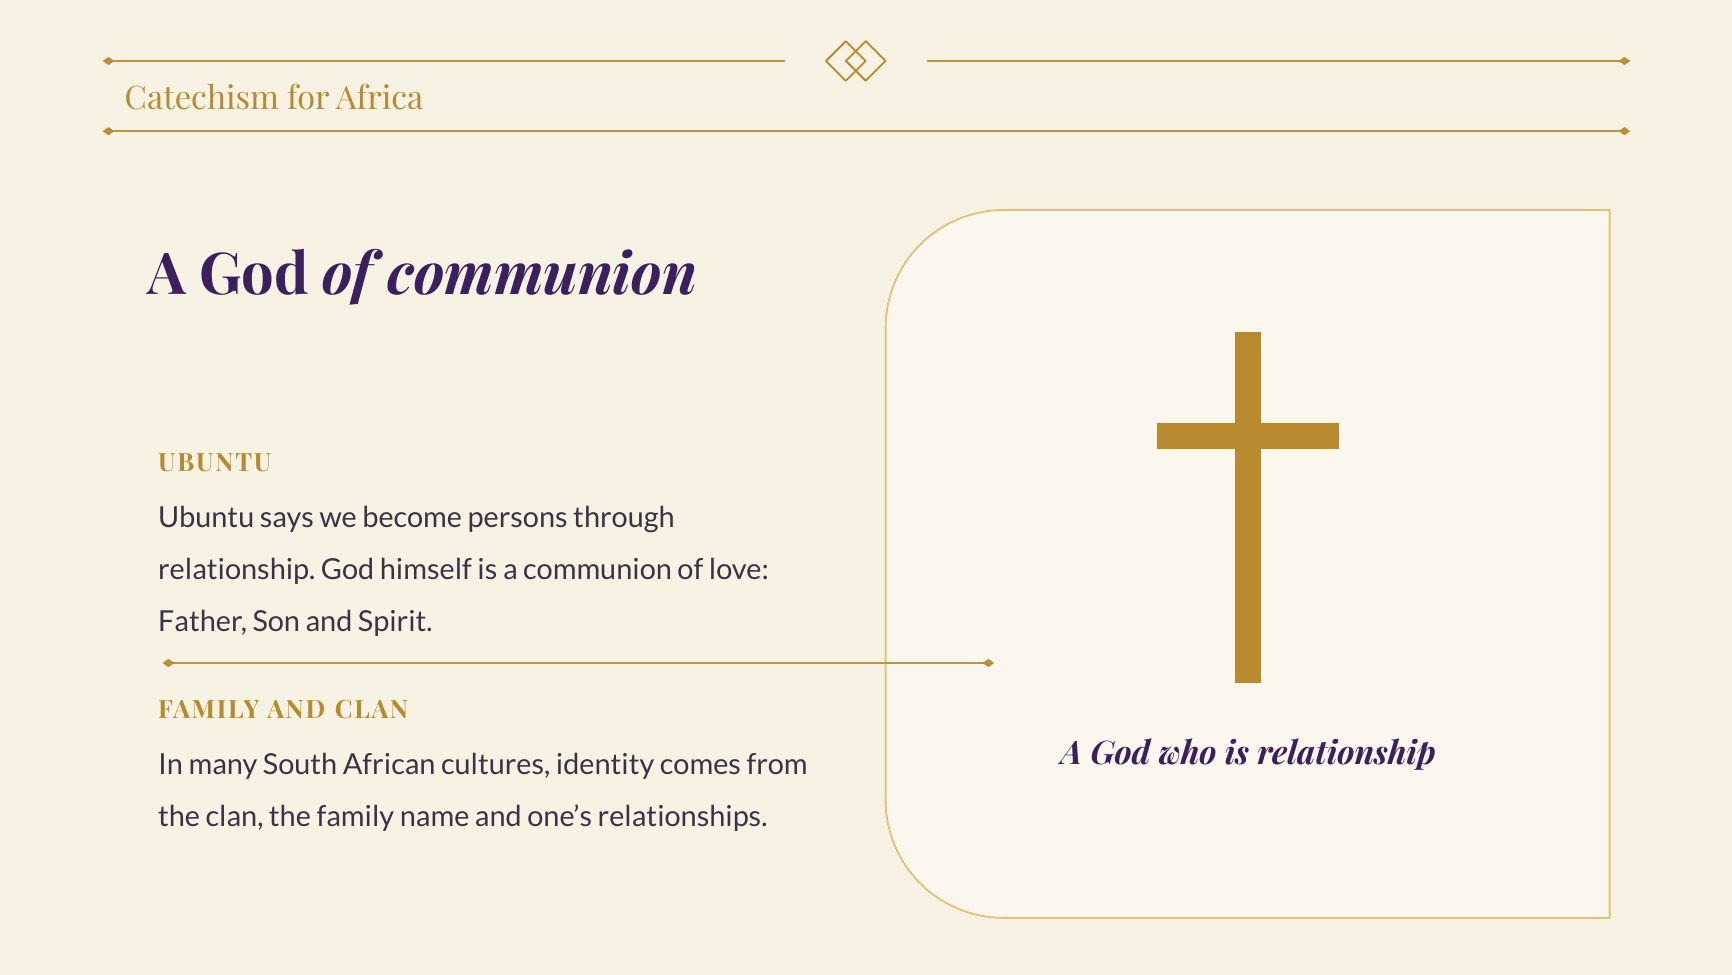 Catechism for Africa
A God of communion
UBUNTU
Ubuntu says we become persons through
relationship. God himself is a communion of love:
Father, Son and Spirit.
FAMILY AND CLAN
In many South African cultures, identity comes from
the clan, the family name and one’s relationships.
A God who is relationship